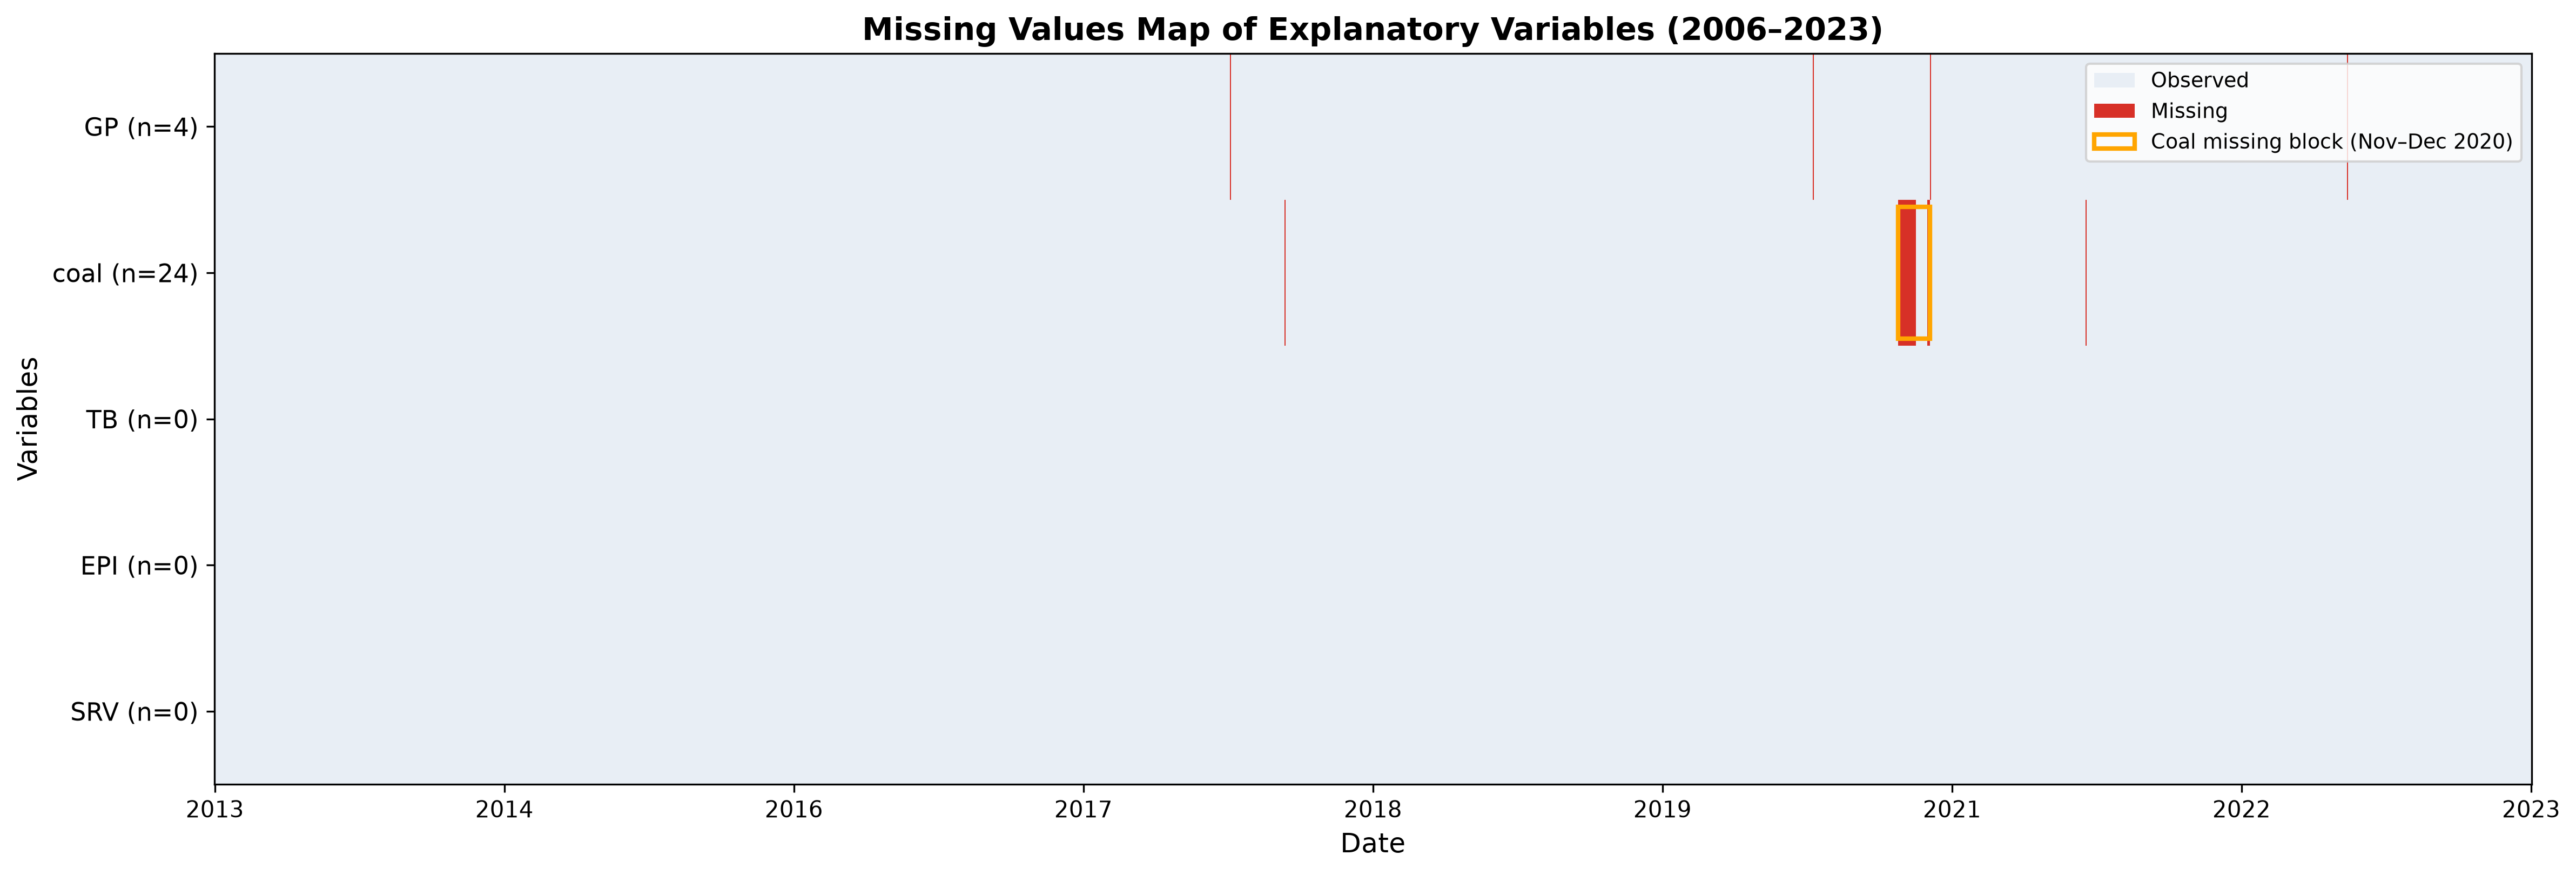 Missing Values Map of Explanatory Variables (2006–2023)
Observed
Missing
Coal missing block (Nov–Dec 2020)
GP (n=4)
coal (n=24)
TB (n=0)
EPI (n=0)
SRV (n=0)
Variables
2013 2014 2016 2017 2018 2019 2021 2022 2023
Date